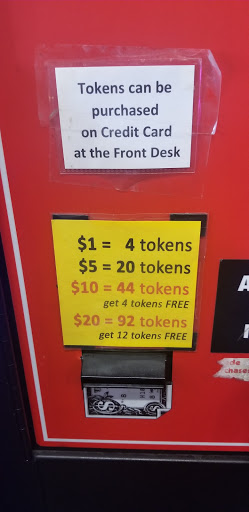 Tokens can be
purchased
on Credit Card
at the Front Desk
$1 = 4 tokens
$5 = 20 tokens
$10 = 44 tokens
get 4 tokens FREE
$20 = 92 tokens
get 12 tokens FREE